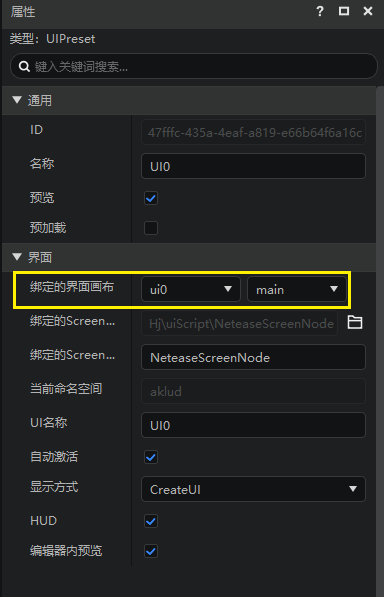 属性
类型: UIPreset
键入关键词搜索...
通用
ID 47fffc-435a-4eaf-a819-e66b64f6a16c
名称 UI0
预览
预加载
界面
绑定的界面画布 ui0 main
绑定的Screen... Hj\uiScript\NeteaseScreenNode
绑定的Screen... NeteaseScreenNode
当前命名空间 aklud
UI名称 UI0
自动激活
显示方式 CreateUI
HUD
编辑器内预览